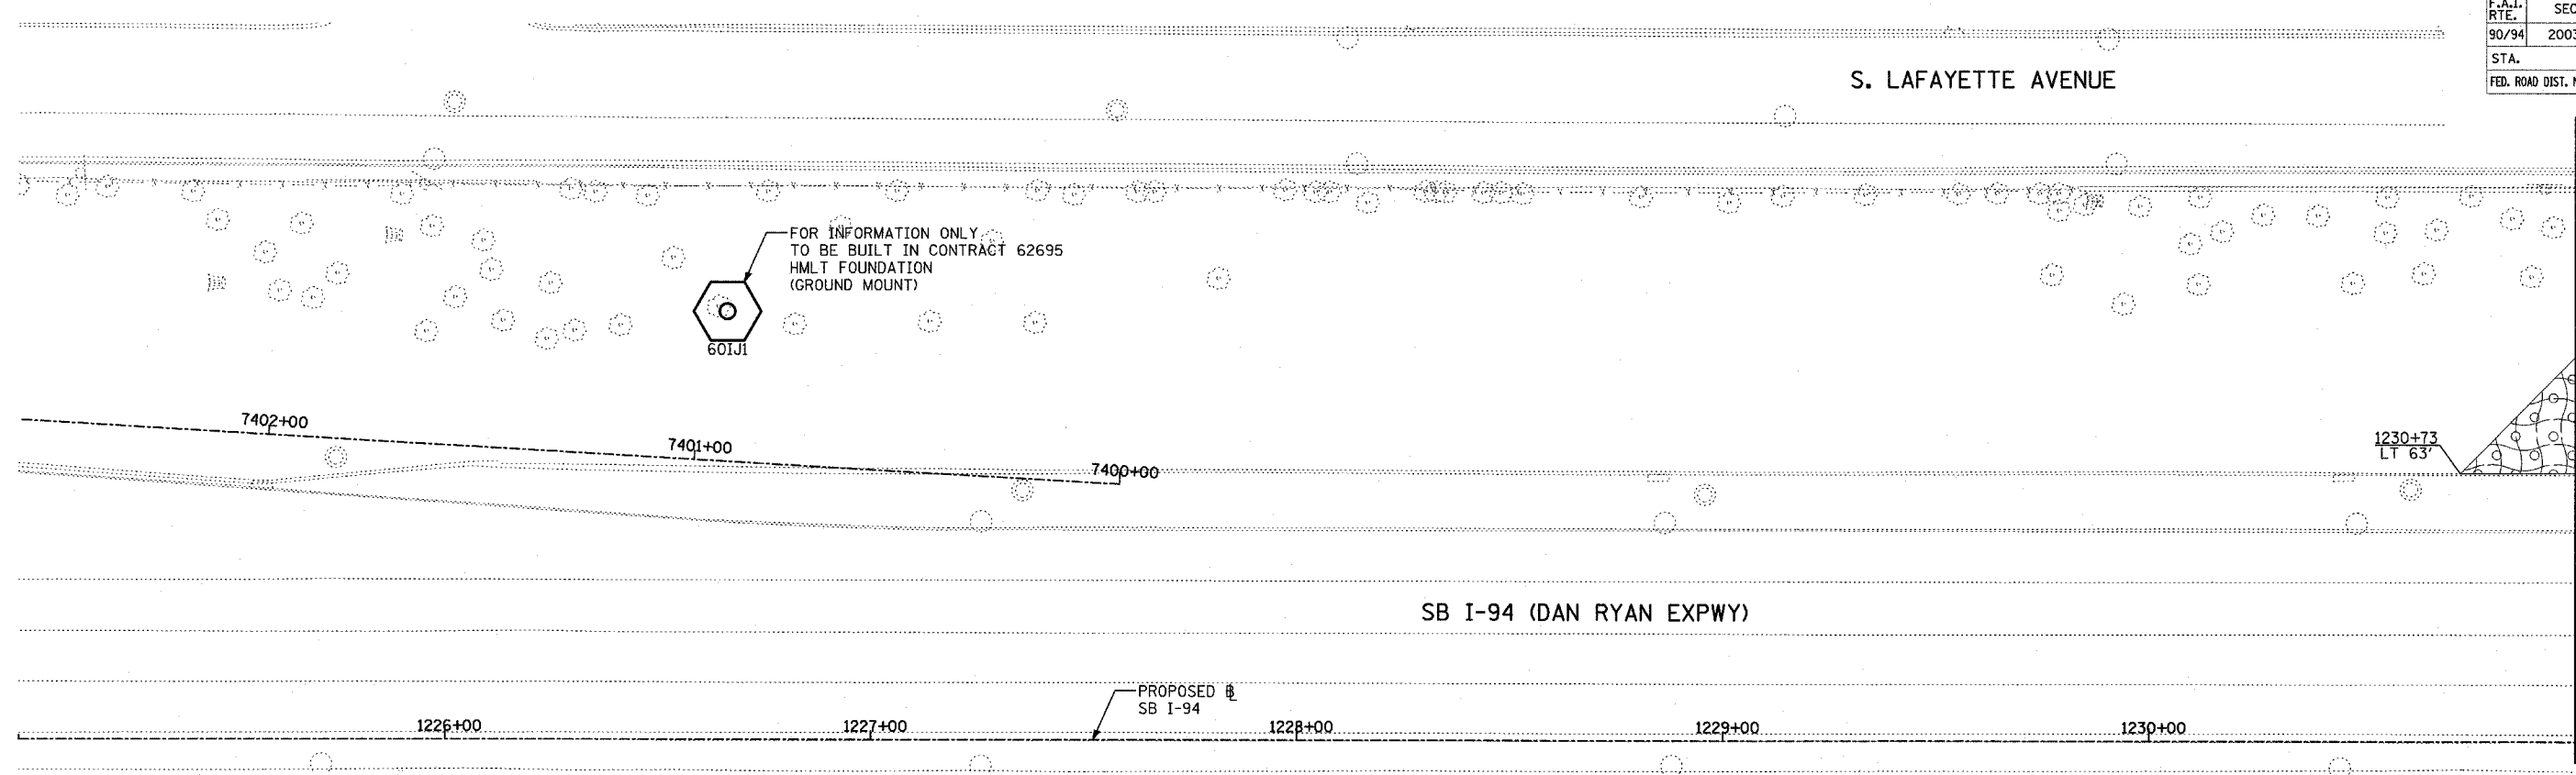 F.A.I.
RTE.
SEC
90/94
2003
STA.
FED. ROAD DIST. N
S. LAFAYETTE AVENUE
FOR INFORMATION ONLY
TO BE BUILT IN CONTRACT 62695
HMLT FOUNDATION
(GROUND MOUNT)
60IJ1
7402+00
7401+00
7400+00
1230+73
LT 63'
SB I-94 (DAN RYAN EXPWY)
PROPOSED ℄
SB I-94
1226+00
1227+00
1228+00
1229+00
1230+00